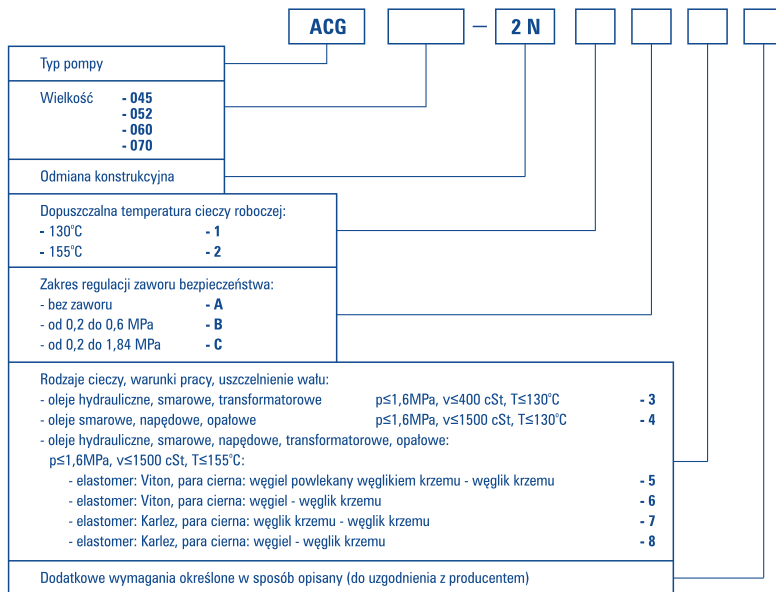 ACG – 2 N
Typ pompy
Wielkość - 045
- 052
- 060
- 070
Odmiana konstrukcyjna
Dopuszczalna temperatura cieczy roboczej:
- 130°C - 1
- 155°C - 2
Zakres regulacji zaworu bezpieczeństwa:
- bez zaworu - A
- od 0,2 do 0,6 MPa - B
- od 0,2 do 1,84 MPa - C
Rodzaje cieczy, warunki pracy, uszczelnienie wału:
- oleje hydrauliczne, smarowe, transformatorowe p≤1,6MPa, v≤400 cSt, T≤130°C - 3
- oleje smarowe, napędowe, opałowe p≤1,6MPa, v≤1500 cSt, T≤130°C - 4
- oleje hydrauliczne, smarowe, napędowe, transformatorowe, opałowe:
p≤1,6MPa, v≤1500 cSt, T≤155°C:
- elastomer: Viton, para cierna: węgiel powlekany węglikiem krzemu - węglik krzemu - 5
- elastomer: Viton, para cierna: węgiel - węglik krzemu - 6
- elastomer: Karlez, para cierna: węglik krzemu - węglik krzemu - 7
- elastomer: Karlez, para cierna: węgiel - węglik krzemu - 8
Dodatkowe wymagania określone w sposób opisany (do uzgodnienia z producentem)